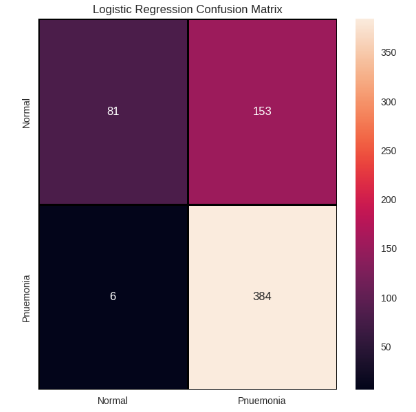 Logistic Regression Confusion Matrix
Normal
81
153
Pnuemonia
6
384
Normal
Pnuemonia
350
300
250
200
150
100
50